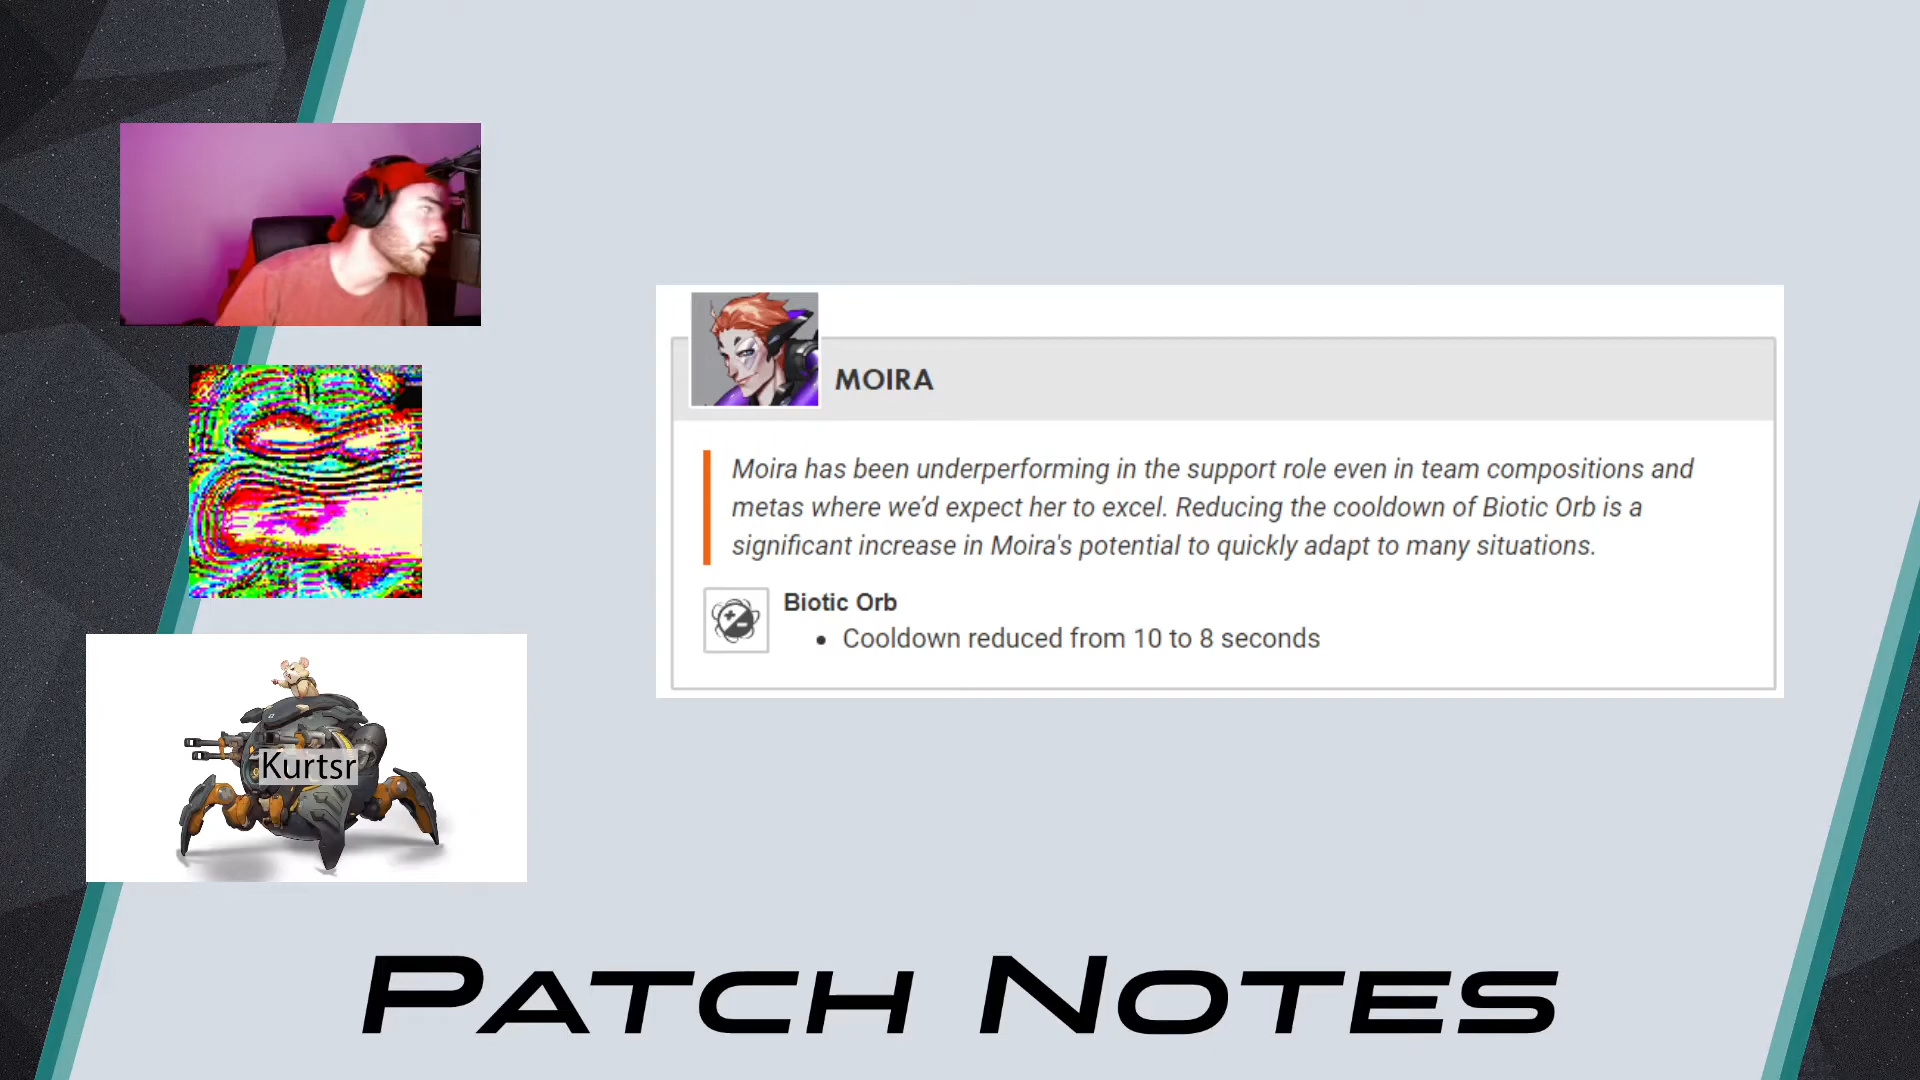 MOIRA
Moira has been underperforming in the support role even in team compositions and
metas where we’d expect her to excel. Reducing the cooldown of Biotic Orb is a
significant increase in Moira's potential to quickly adapt to many situations.
Biotic Orb
• Cooldown reduced from 10 to 8 seconds
Kurtsr
PATCH NOTES